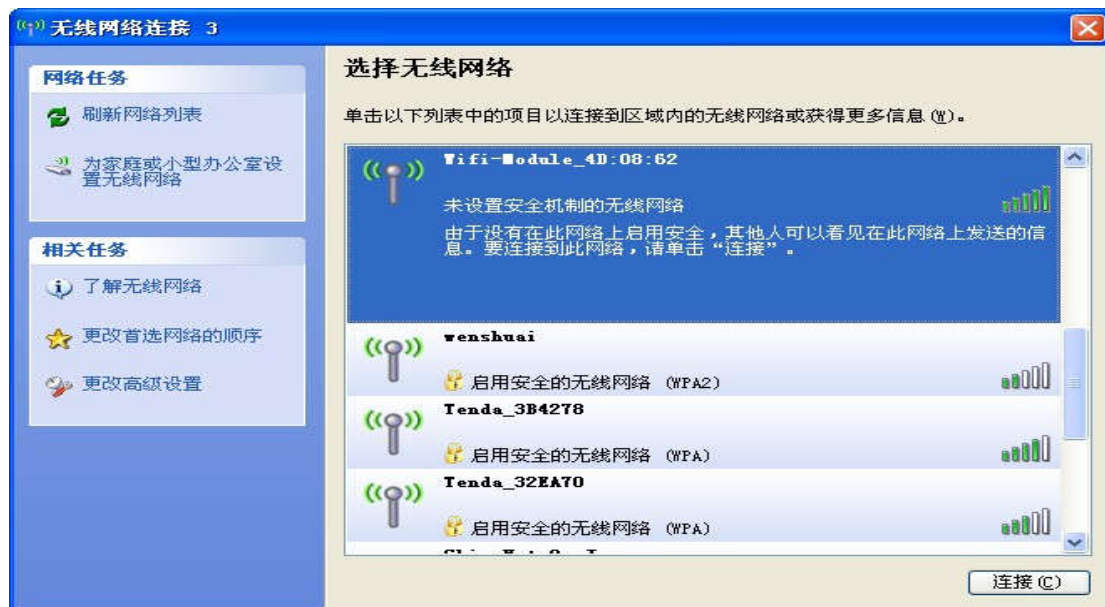 无线网络连接 3
网络任务
刷新网络列表
为家庭或小型办公室设
置无线网络
相关任务
了解无线网络
更改首选网络的顺序
更改高级设置
选择无线网络
单击以下列表中的项目以连接到区域内的无线网络或获得更多信息(W)。
Wifi-Module_4D:08:62
未设置安全机制的无线网络
由于没有在此网络上启用安全，其他人可以看见在此网络上发送的信
息。要连接到此网络，请单击“连接”。
wenshuai
启用安全的无线网络 (WPA2)
Tenda_3B4278
启用安全的无线网络 (WPA)
Tenda_32EA70
启用安全的无线网络 (WPA)
连接(C)